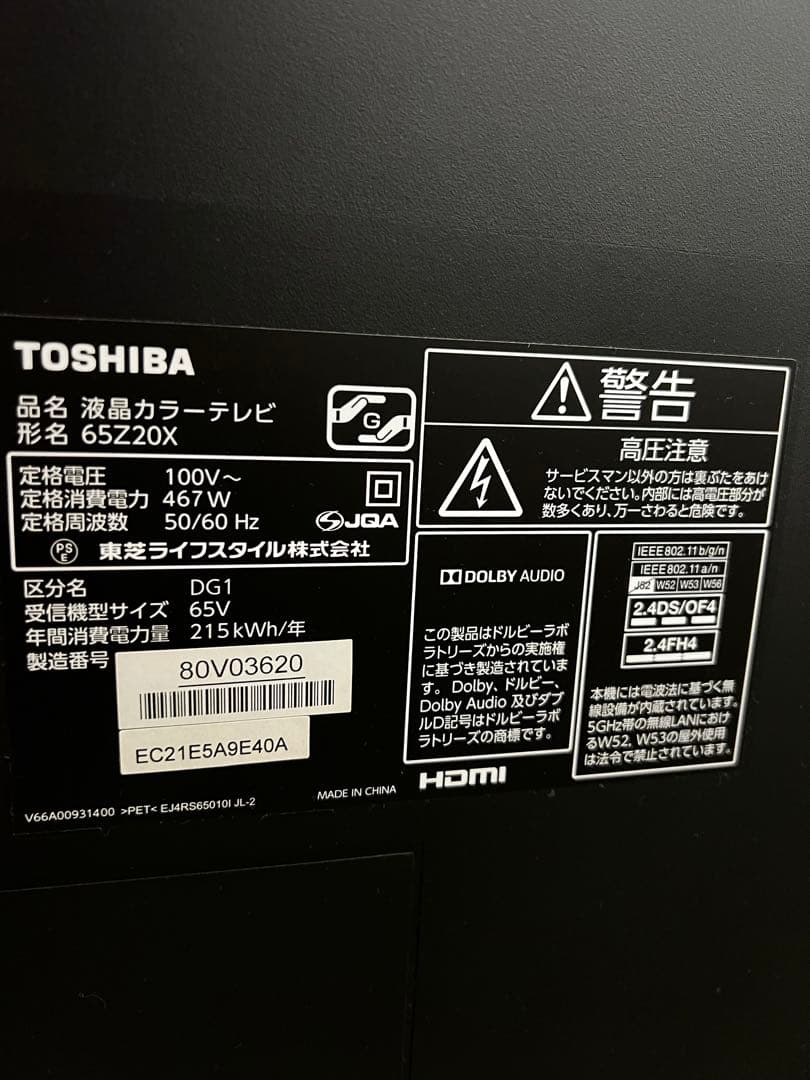 TOSHIBA
品名 液晶カラーテレビ
形名 65Z20X
G
定格電圧 100V～
定格消費電力 467W
定格周波数 50/60 Hz
JQA
PS
E
東芝ライフスタイル株式会社
区分名 DG1
受信機型サイズ 65V
年間消費電力量 215kWh/年
製造番号
80V03620
EC21E5A9E40A
V66A00931400 >PET< EJ4RS65010I JL-2
MADE IN CHINA
警告
高圧注意
サービスマン以外の方は裏ぶたをあけ
ないでください。内部には高電圧部分が
数多くあり、万一さわると危険です。
DOLBY AUDIO
この製品はドルビーラボ
ラトリーズからの実施権
に基づき製造されていま
す。Dolby、ドルビー、
Dolby Audio 及びダブ
ルD記号はドルビーラボ
ラトリーズの商標です。
HDMI
IEEE802.11b/g/n
IEEE802.11a/n
J52 W52 W53 W56
2.4DS/OF4
2.4FH4
本機には電波法に基づく無
線設備が内蔵されています。
5GHz帯の無線LANにおけ
るW52, W53の屋外使用
は法令で禁止されています。